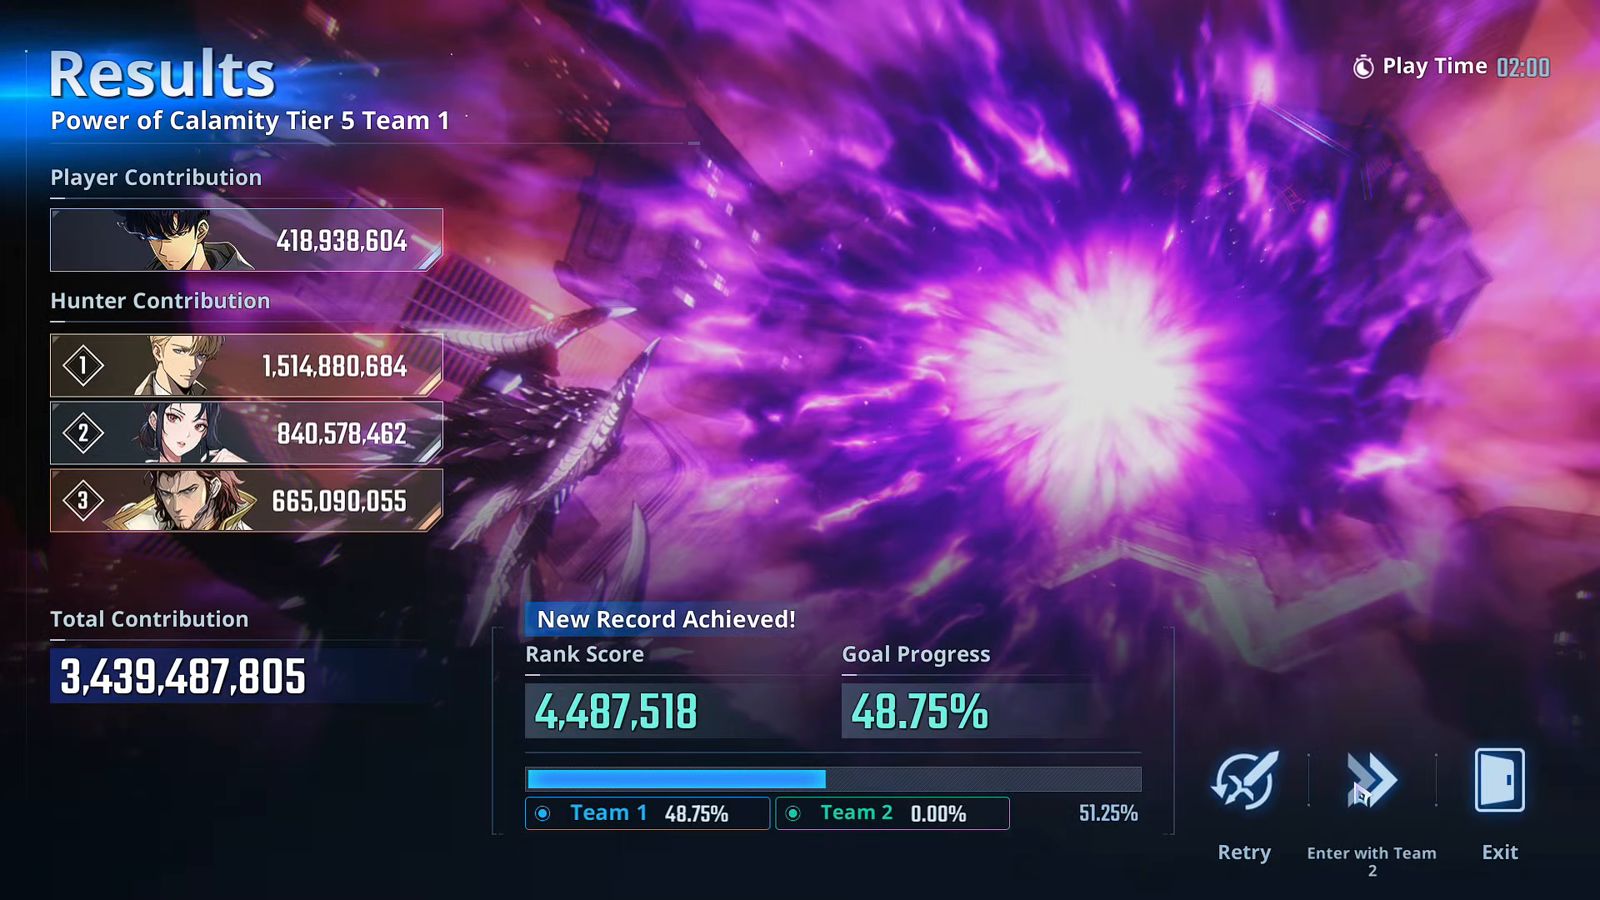 Results
Play Time 02:00
Power of Calamity Tier 5 Team 1
Player Contribution
418,938,604
Hunter Contribution
1 1,514,880,684
2 840,578,462
3 665,090,055
Total Contribution
3,439,487,805
New Record Achieved!
Rank Score Goal Progress
4,487,518 48.75%
Team 1 48.75% Team 2 0.00% 51.25%
Retry
Enter with Team
2
Exit